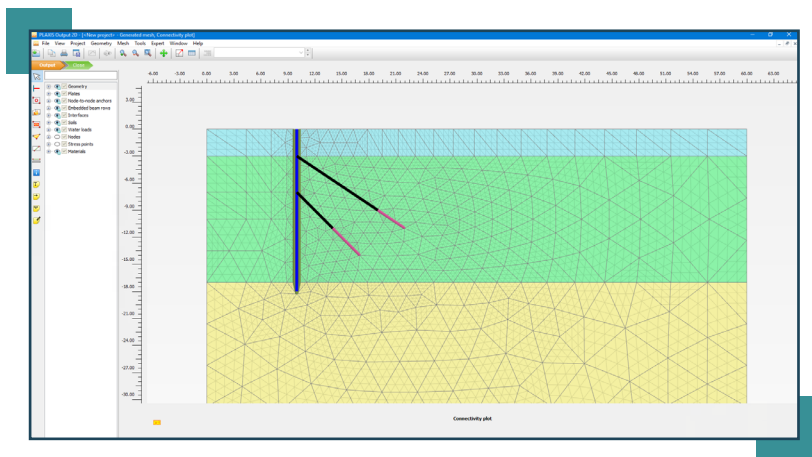 PLAXIS Output 2D - [<New project> - Generated mesh, Connectivity plot]
File View Project Geometry Mesh Tools Expert Window Help
Output Close
Geometry
Plates
Node-to-node anchors
Embedded beam rows
Interfaces
Soils
Water loads
Nodes
Stress points
Materials
-6.00 -3.00 0.00 3.00 6.00 9.00 12.00 15.00 18.00 21.00 24.00 27.00 30.00 33.00 36.00 39.00 42.00 45.00 48.00 51.00 54.00 57.00 60.00 63.00
3.00
0.00
-3.00
-6.00
-9.00
-12.00
-15.00
-18.00
-21.00
-24.00
-27.00
-30.00
Connectivity plot